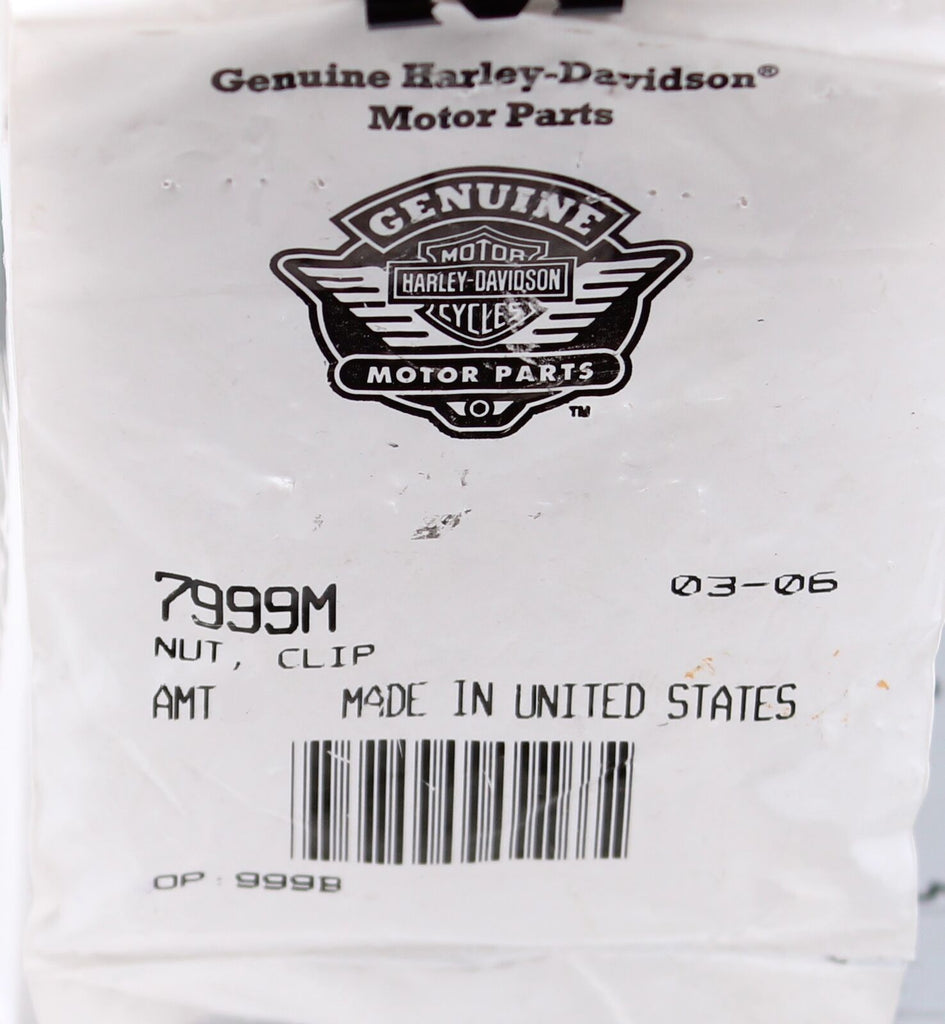 Genuine Harley-Davidson®
Motor Parts
GENUINE
MOTOR
HARLEY-DAVIDSON
CYCLES
MOTOR PARTS
TM
7999M
03-06
NUT, CLIP
AMT MADE IN UNITED STATES
OP: 999B